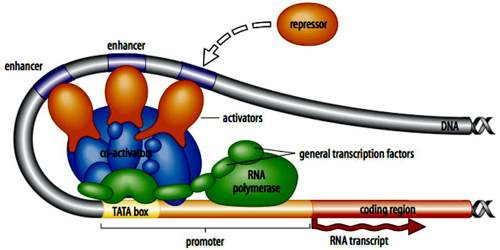 repressor
enhancer
enhancer
activators
DNA
co-activators
general transcription factors
RNA
polymerase
TATA box
coding region
promoter
RNA transcript